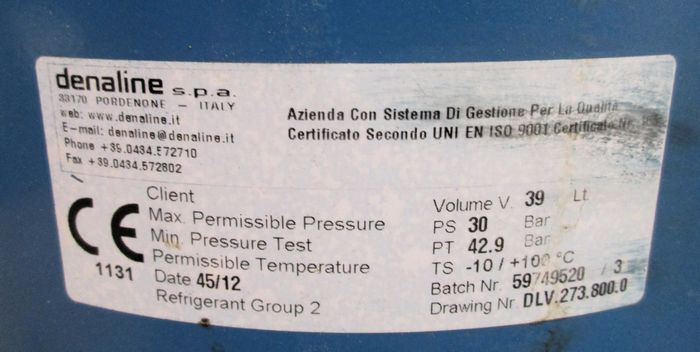 denaline s.p.a.
33170 PORDENONE – ITALY
web: www.denaline.it
E-mail: denaline@denaline.it
Phone +39.0434.572710
Fax +39.0434.572802
Azienda Con Sistema Di Gestione Per La Qualità
Certificato Secondo UNI EN ISO 9001 Certificato Nr.
CE
1131
Client
Volume V. 39 Lt
Max. Permissible Pressure PS 30 Bar
Min. Pressure Test PT 42.9 Bar
Permissible Temperature TS -10 / +100 °C
Date 45/12 Batch Nr. 59749520 / 3
Refrigerant Group 2 Drawing Nr. DLV.273.800.0